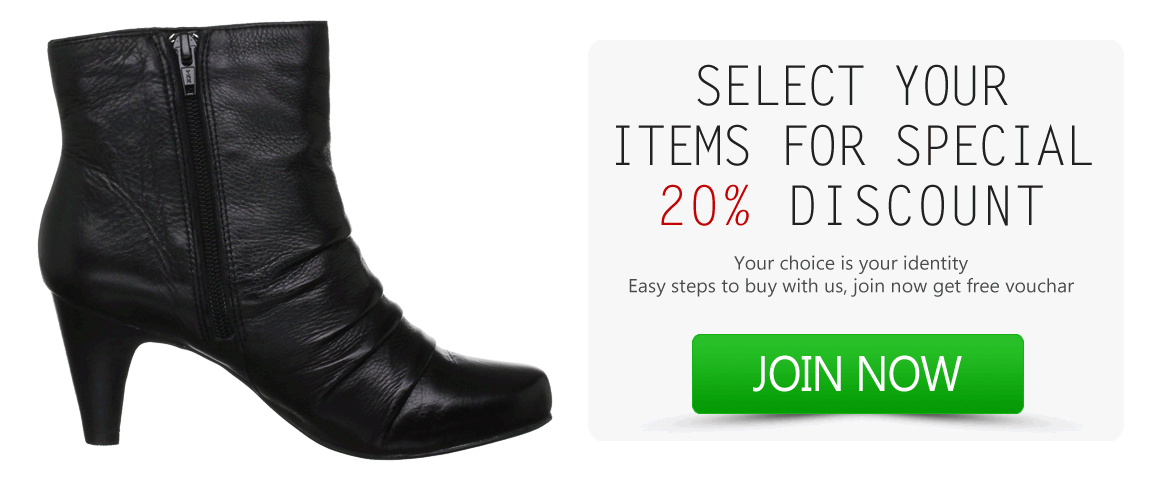 SELECT YOUR
ITEMS FOR SPECIAL
20% DISCOUNT
Your choice is your identity
Easy steps to buy with us, join now get free vouchar
JOIN NOW